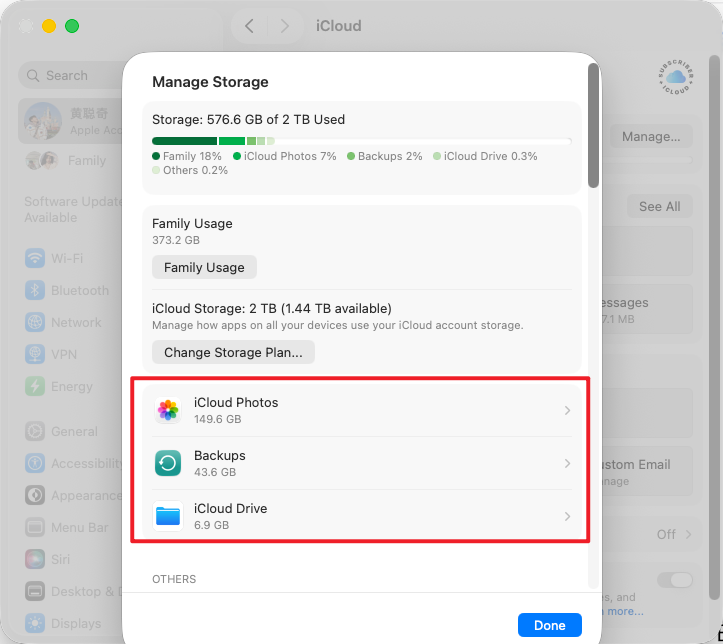 iCloud
Search
黄聪奇
Apple Acc
Family
Software Update
Available
Wi-Fi
Bluetooth
Network
VPN
Energy
General
Accessibility
Appearance
Menu Bar
Siri
Desktop & D
Displays
SUBSCRIBER
ICLOUD
Manage...
See All
essages
7.1 MB
ustom Email
nage
Off
es, and
more...
Manage Storage
Storage: 576.6 GB of 2 TB Used
Family 18% iCloud Photos 7% Backups 2% iCloud Drive 0.3%
Others 0.2%
Family Usage
373.2 GB
Family Usage
iCloud Storage: 2 TB (1.44 TB available)
Manage how apps on all your devices use your iCloud account storage.
Change Storage Plan...
iCloud Photos
149.6 GB
Backups
43.6 GB
iCloud Drive
6.9 GB
OTHERS
Done